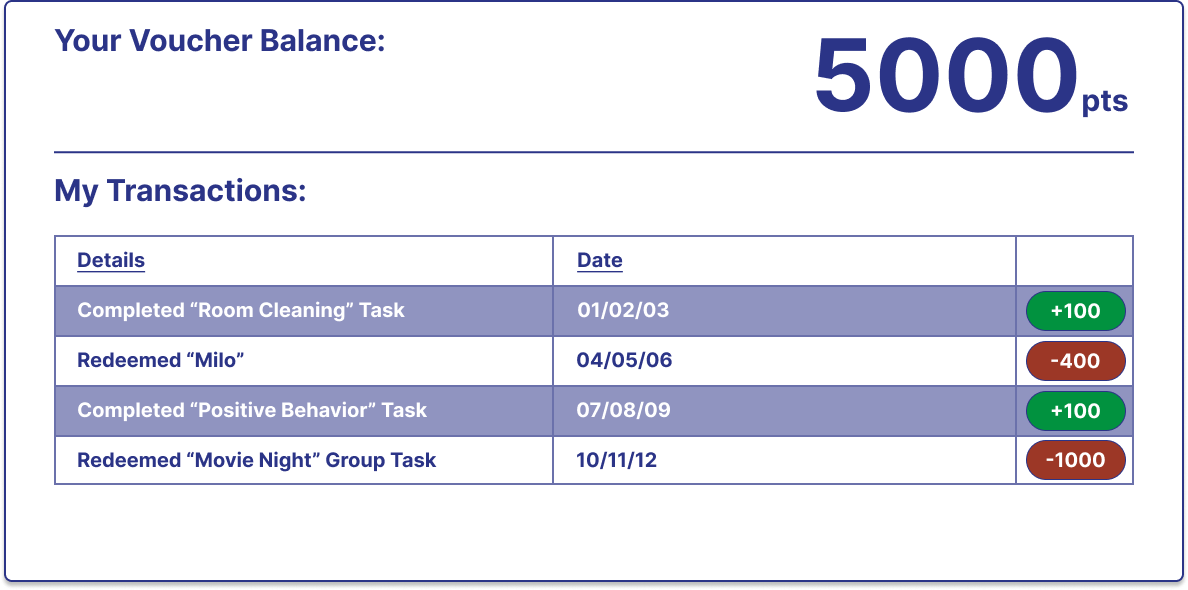 Your Voucher Balance:
5000pts
My Transactions:
Details Date
Completed “Room Cleaning” Task 01/02/03 +100
Redeemed “Milo” 04/05/06 -400
Completed “Positive Behavior” Task 07/08/09 +100
Redeemed “Movie Night” Group Task 10/11/12 -1000